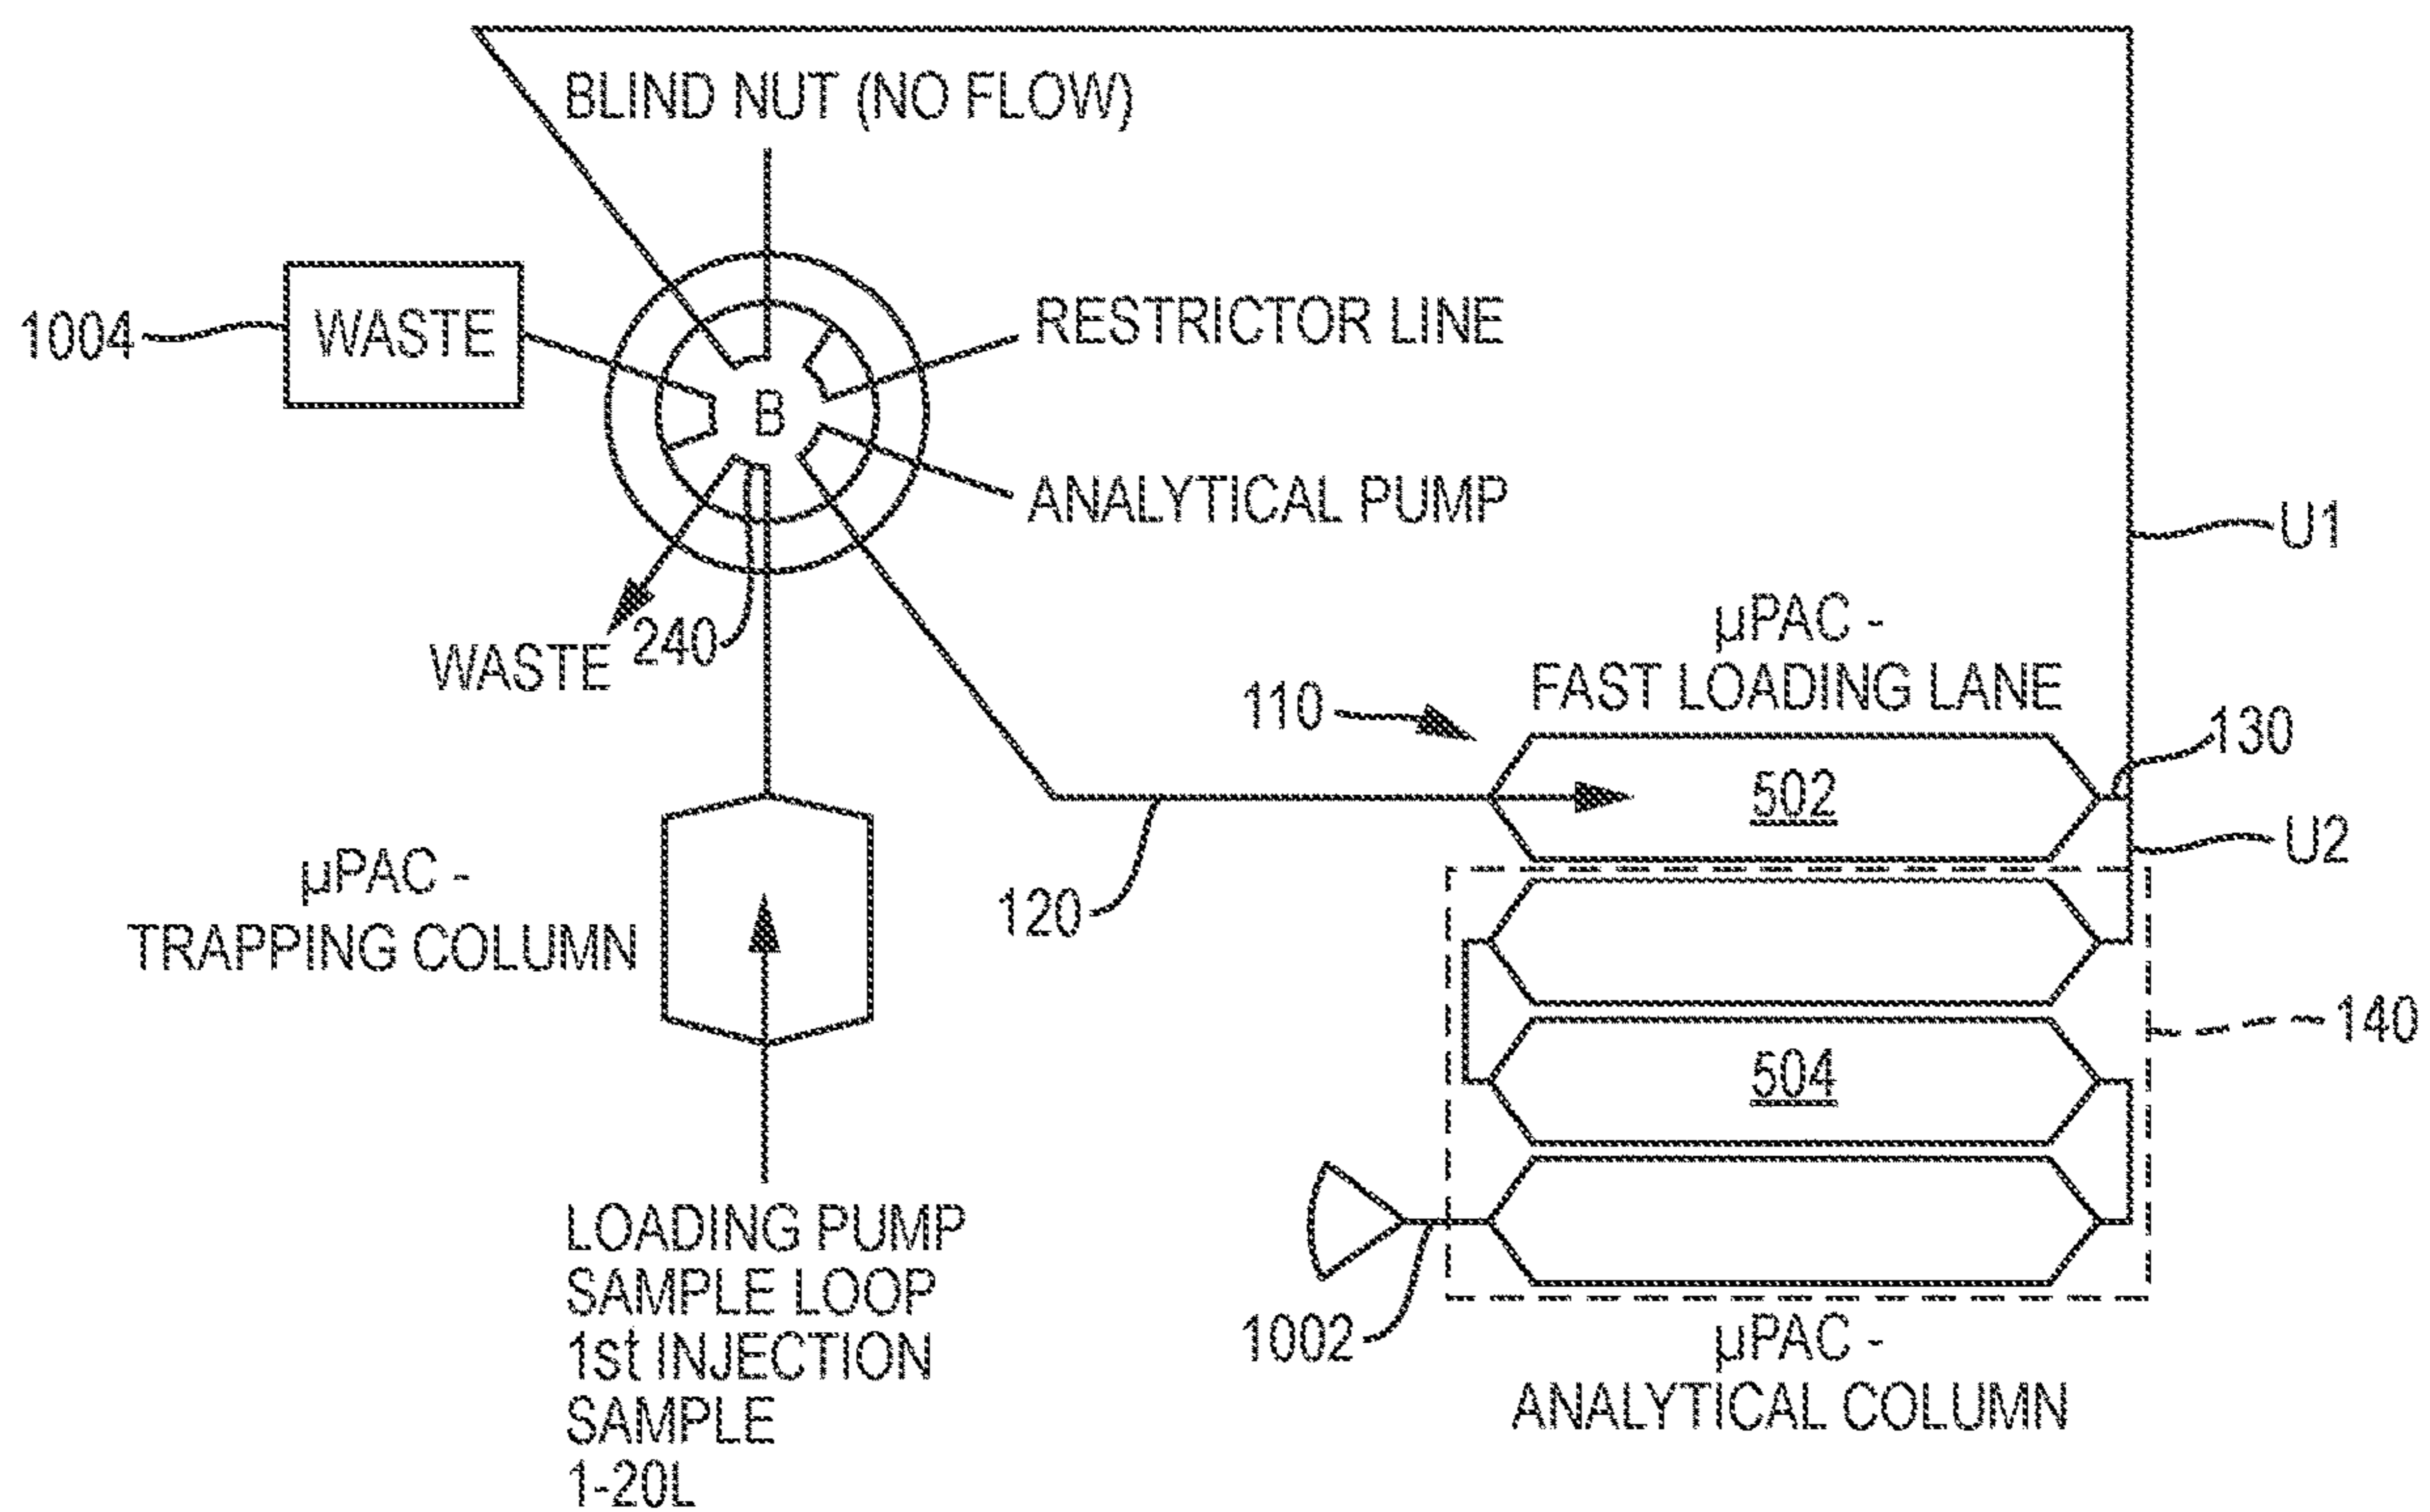 BLIND NUT (NO FLOW)
1004
WASTE
RESTRICTOR LINE
B
ANALYTICAL PUMP
U1
240
WASTE
µPAC -
FAST LOADING LANE
110
130
502
U2
120
µPAC -
TRAPPING COLUMN
140
504
LOADING PUMP
SAMPLE LOOP
1st INJECTION
SAMPLE
1-20L
1002
µPAC -
ANALYTICAL COLUMN